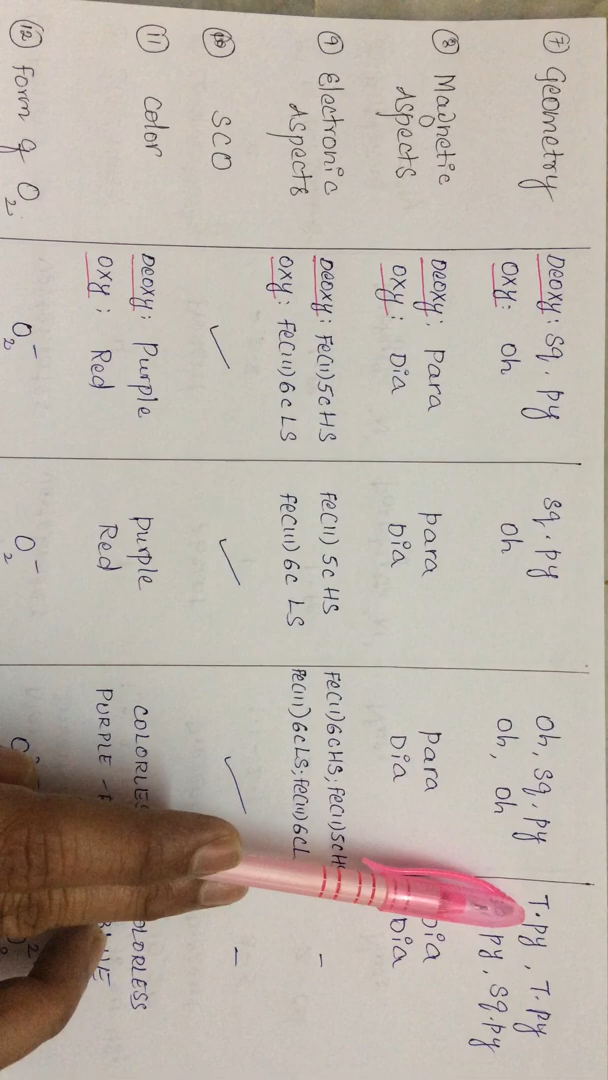 ⑦ Geometry
Deoxy: Sq. py
Oxy: Oh
Sq. py
Oh
Oh, Sq. py
Oh, Oh
T.py, T.py
py, Sq.py
⑧ Magnetic
Aspects
Deoxy: Para
Oxy: Dia
Para
Dia
Para
Dia
Dia
Dia
⑨ Electronic
Aspects
Deoxy: Fe(II) 5C HS
Oxy: Fe(III) 6C LS
Fe(II) 5C HS
Fe(III) 6C LS
Fe(II) 6C HS; Fe(II) 5C H
Fe(III) 6C LS; Fe(III) 6C L
–
⑩ SCO
✓
✓
✓
–
⑪ Color
Deoxy: Purple
Oxy: Red
Purple
Red
COLORLES
PURPLE -
OLORLESS
⑫ Form of O₂
O₂⁻
O₂⁻